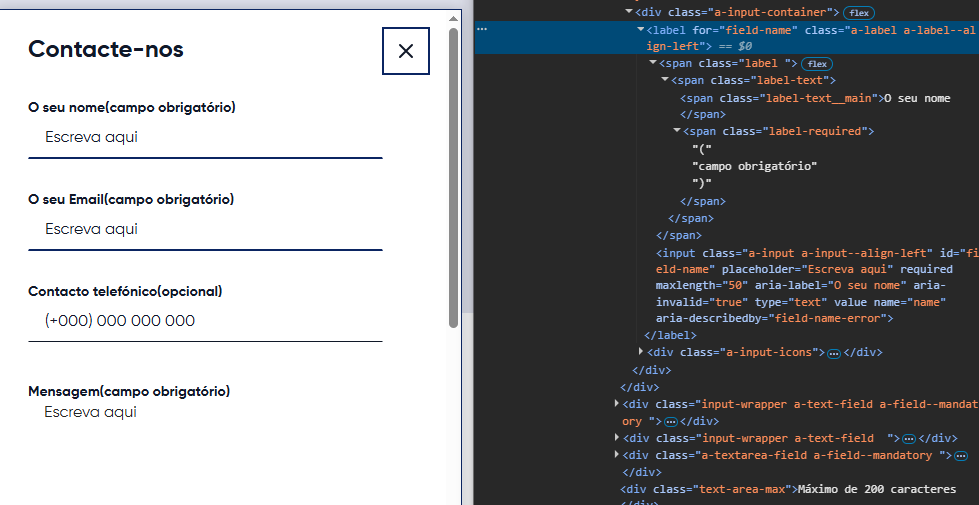 Contacte-nos
O seu nome(campo obrigatório)
Escreva aqui
O seu Email(campo obrigatório)
Escreva aqui
Contacto telefónico(opcional)
(+000) 000 000 000
Mensagem(campo obrigatório)
Escreva aqui
<div class="a-input-container"> flex
<label for="field-name" class="a-label a-label--al
ign-left"> == $0
<span class="label "> flex
<span class="label-text">
<span class="label-text__main">O seu nome
</span>
<span class="label-required">
"("
"campo obrigatório"
")"
</span>
</span>
</span>
<input class="a-input a-input--align-left" id="fi
eld-name" placeholder="Escreva aqui" required
maxlength="50" aria-label="O seu nome" aria-
invalid="true" type="text" value name="name"
aria-describedby="field-name-error">
</label>
<div class="a-input-icons">…</div>
</div>
</div>
<div class="input-wrapper a-text-field a-field--mandat
ory ">…</div>
<div class="input-wrapper a-text-field  ">…</div>
<div class="a-textarea-field a-field--mandatory ">…
</div>
<div class="text-area-max">Máximo de 200 caracteres
</div>